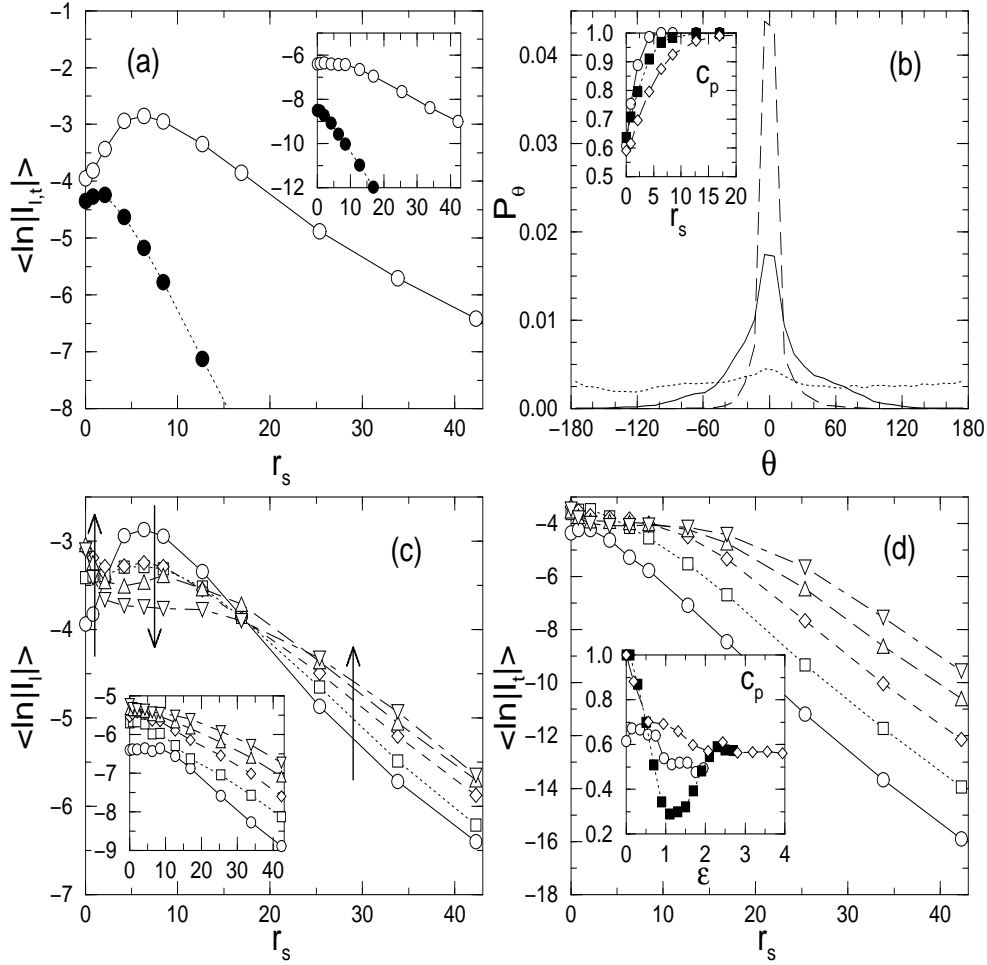 (a)
<ln|I_{l,t}|>
−1
−2
−3
−4
−5
−6
−7
−8
0 10 20 30 40
r_s
−4
−6
−8
−10
−12
0 10 20 30 40
(b)
P_θ
0.04
0.03
0.02
0.01
0.00
−180 −120 −60 0 60 120 180
θ
1.0
0.9
0.8
0.7
0.6
0.5
0 5 10 15 20
c_p
r_s
(c)
<ln|I_l|>
−3
−4
−5
−6
−7
0 10 20 30 40
r_s
−5
−6
−7
−8
−9
0 10 20 30 40
(d)
<ln|I_t|>
−4
−6
−8
−10
−12
−14
−16
−18
0 10 20 30 40
r_s
1.0
0.8
0.6
0.4
0.2
0 1 2 3 4
c_p
ε